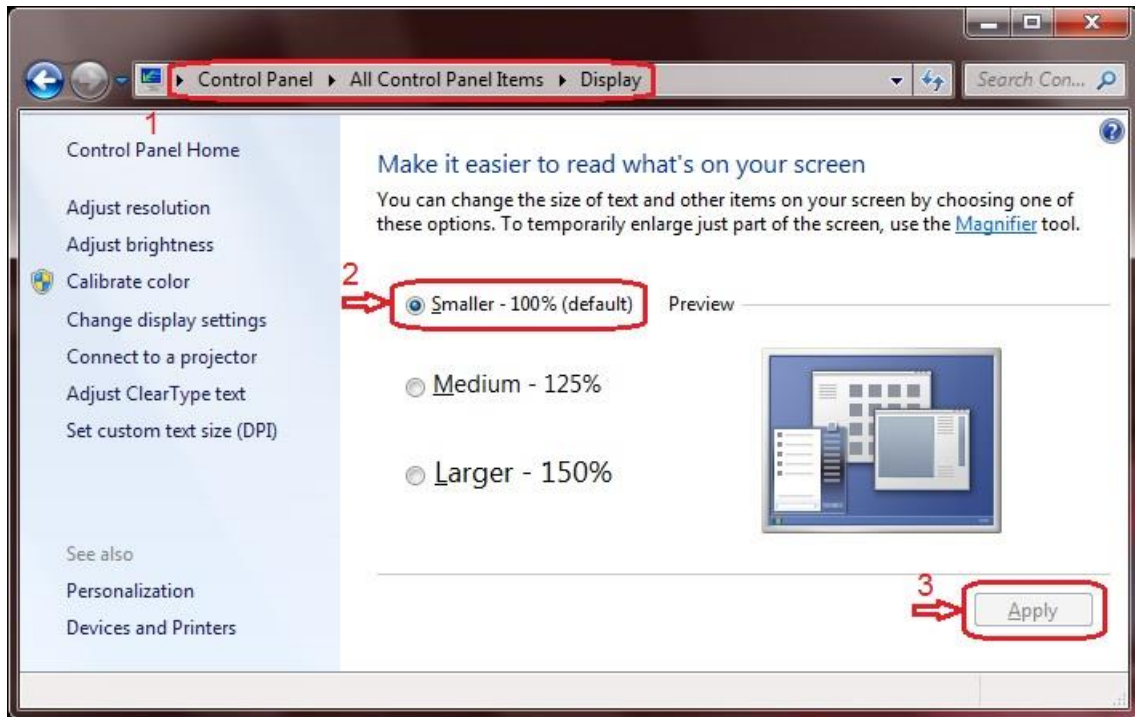 Control Panel ▸ All Control Panel Items ▸ Display
Search Con...
1
Control Panel Home
Adjust resolution
Adjust brightness
Calibrate color
Change display settings
Connect to a projector
Adjust ClearType text
Set custom text size (DPI)
See also
Personalization
Devices and Printers
Make it easier to read what's on your screen
You can change the size of text and other items on your screen by choosing one of
these options. To temporarily enlarge just part of the screen, use the Magnifier tool.
2
Smaller - 100% (default)
Preview
Medium - 125%
Larger - 150%
3
Apply